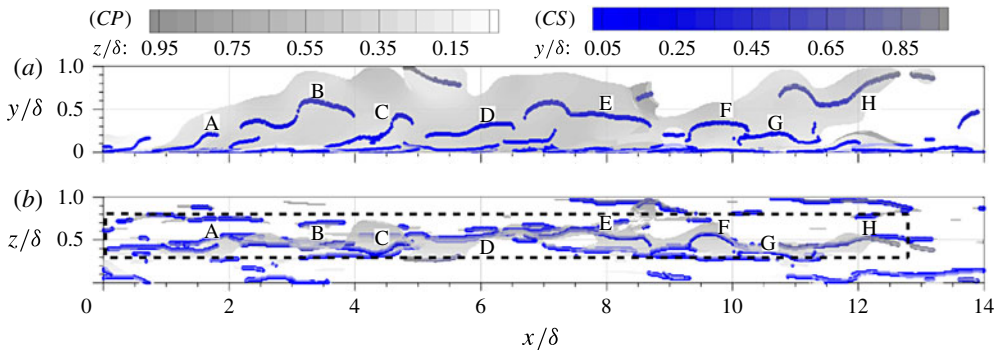 (CP) (CS)
z/δ: 0.95 0.75 0.55 0.35 0.15 y/δ: 0.05 0.25 0.45 0.65 0.85
(a) 1.0
y/δ 0.5
0
A B C D E F G H
(b) 1.0
z/δ 0.5
A B C D E F G H
0 2 4 6 8 10 12 14
x/δ